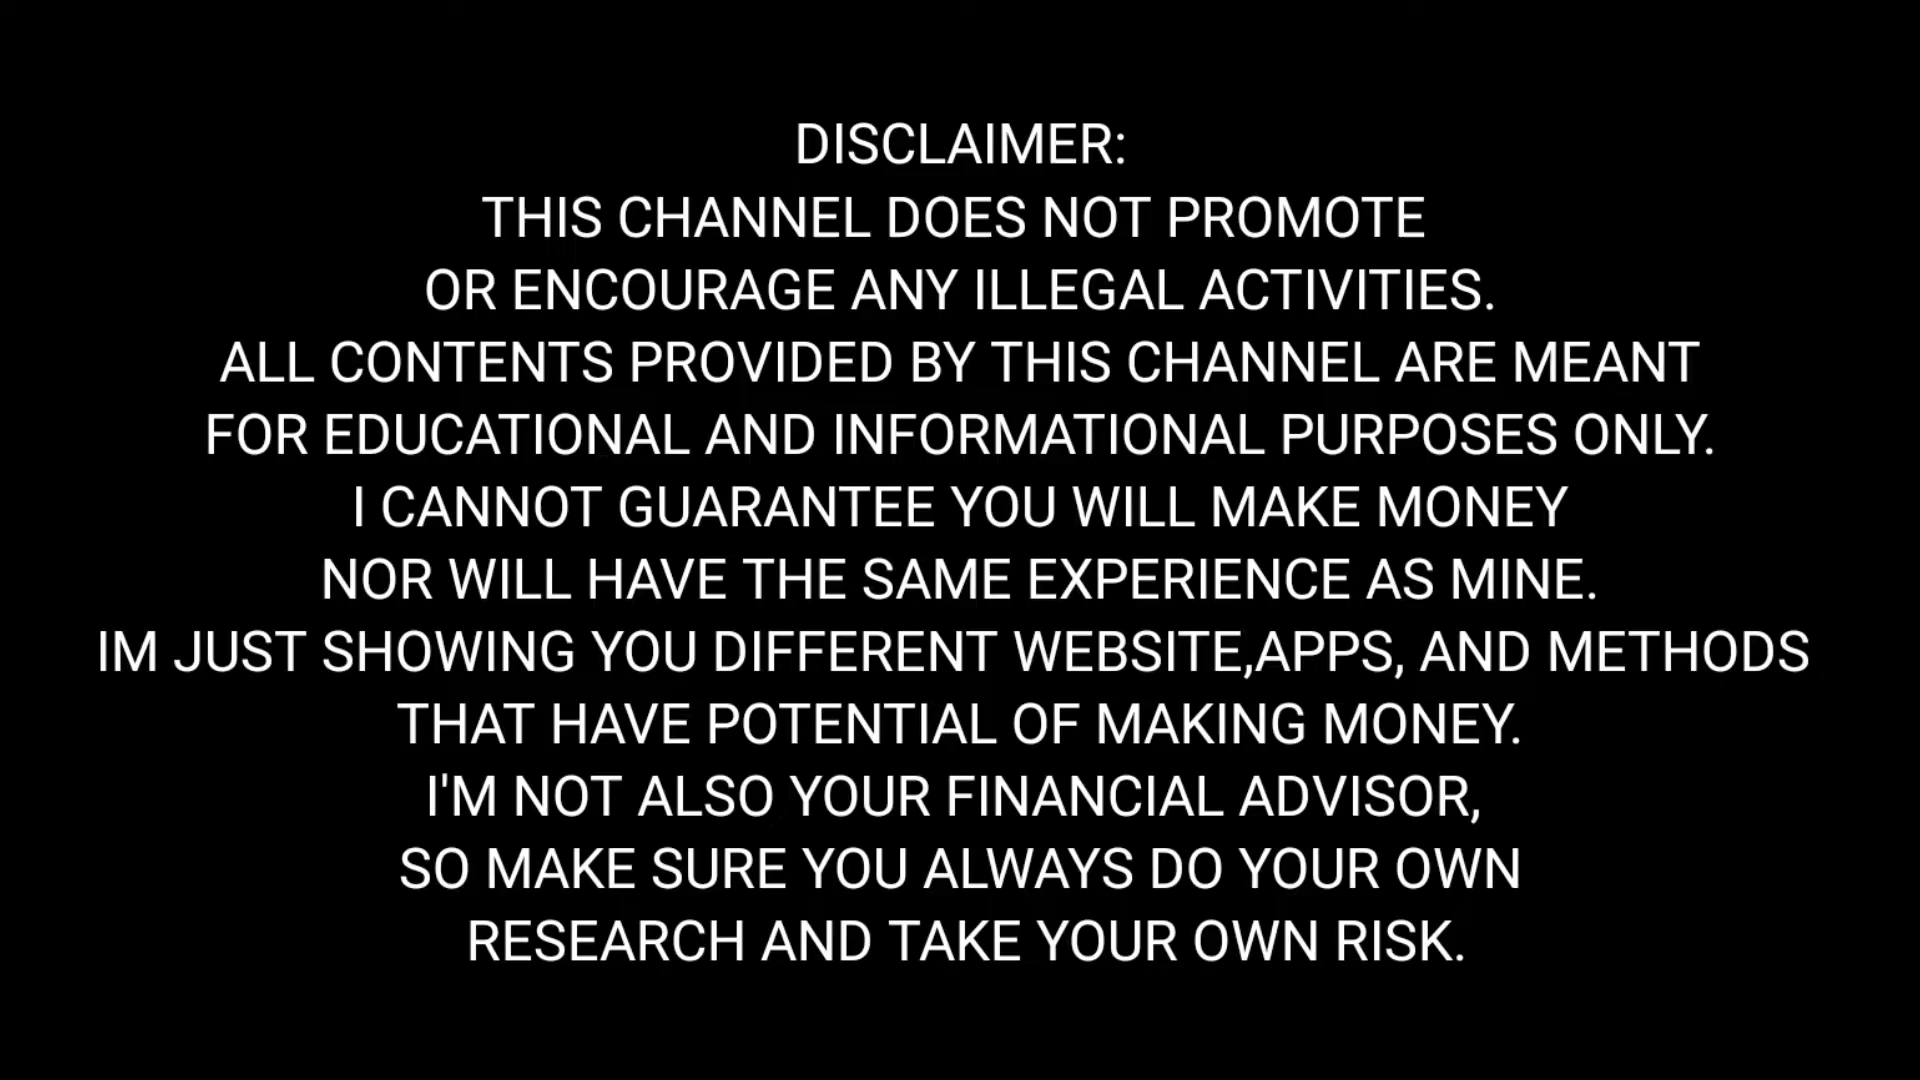 DISCLAIMER:
THIS CHANNEL DOES NOT PROMOTE
OR ENCOURAGE ANY ILLEGAL ACTIVITIES.
ALL CONTENTS PROVIDED BY THIS CHANNEL ARE MEANT
FOR EDUCATIONAL AND INFORMATIONAL PURPOSES ONLY.
I CANNOT GUARANTEE YOU WILL MAKE MONEY
NOR WILL HAVE THE SAME EXPERIENCE AS MINE.
IM JUST SHOWING YOU DIFFERENT WEBSITE,APPS, AND METHODS
THAT HAVE POTENTIAL OF MAKING MONEY.
I'M NOT ALSO YOUR FINANCIAL ADVISOR,
SO MAKE SURE YOU ALWAYS DO YOUR OWN
RESEARCH AND TAKE YOUR OWN RISK.